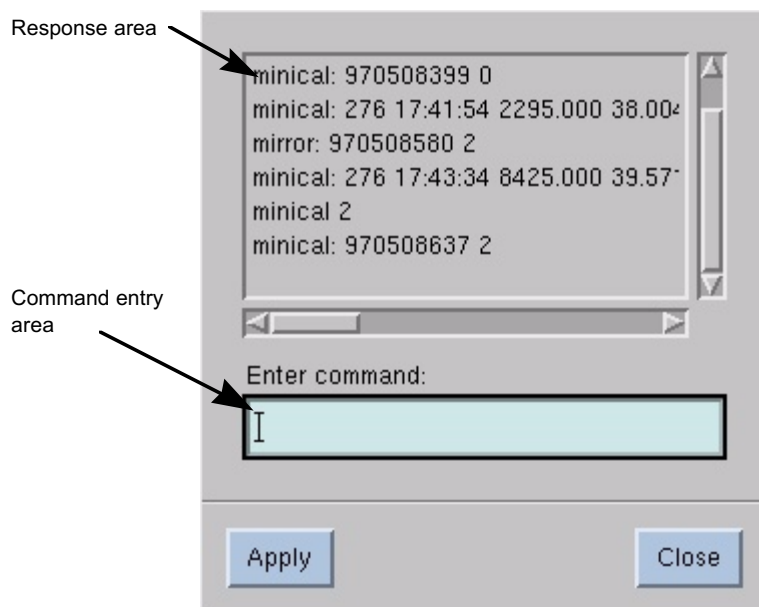 Response area
minical: 970508399 0
minical: 276 17:41:54 2295.000 38.004
mirror: 970508580 2
minical: 276 17:43:34 8425.000 39.57
minical 2
minical: 970508637 2
Command entry
area
Enter command:
Apply
Close